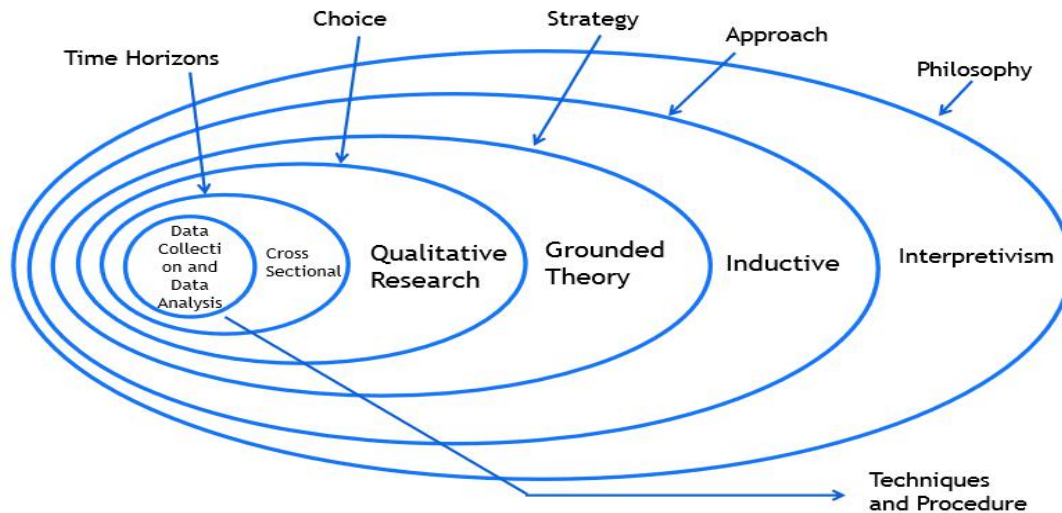 Choice
Strategy
Approach
Time Horizons
Philosophy
Data
Collecti
on and
Data
Analysis
Cross
Sectional
Qualitative
Research
Grounded
Theory
Inductive
Interpretivism
Techniques
and Procedure